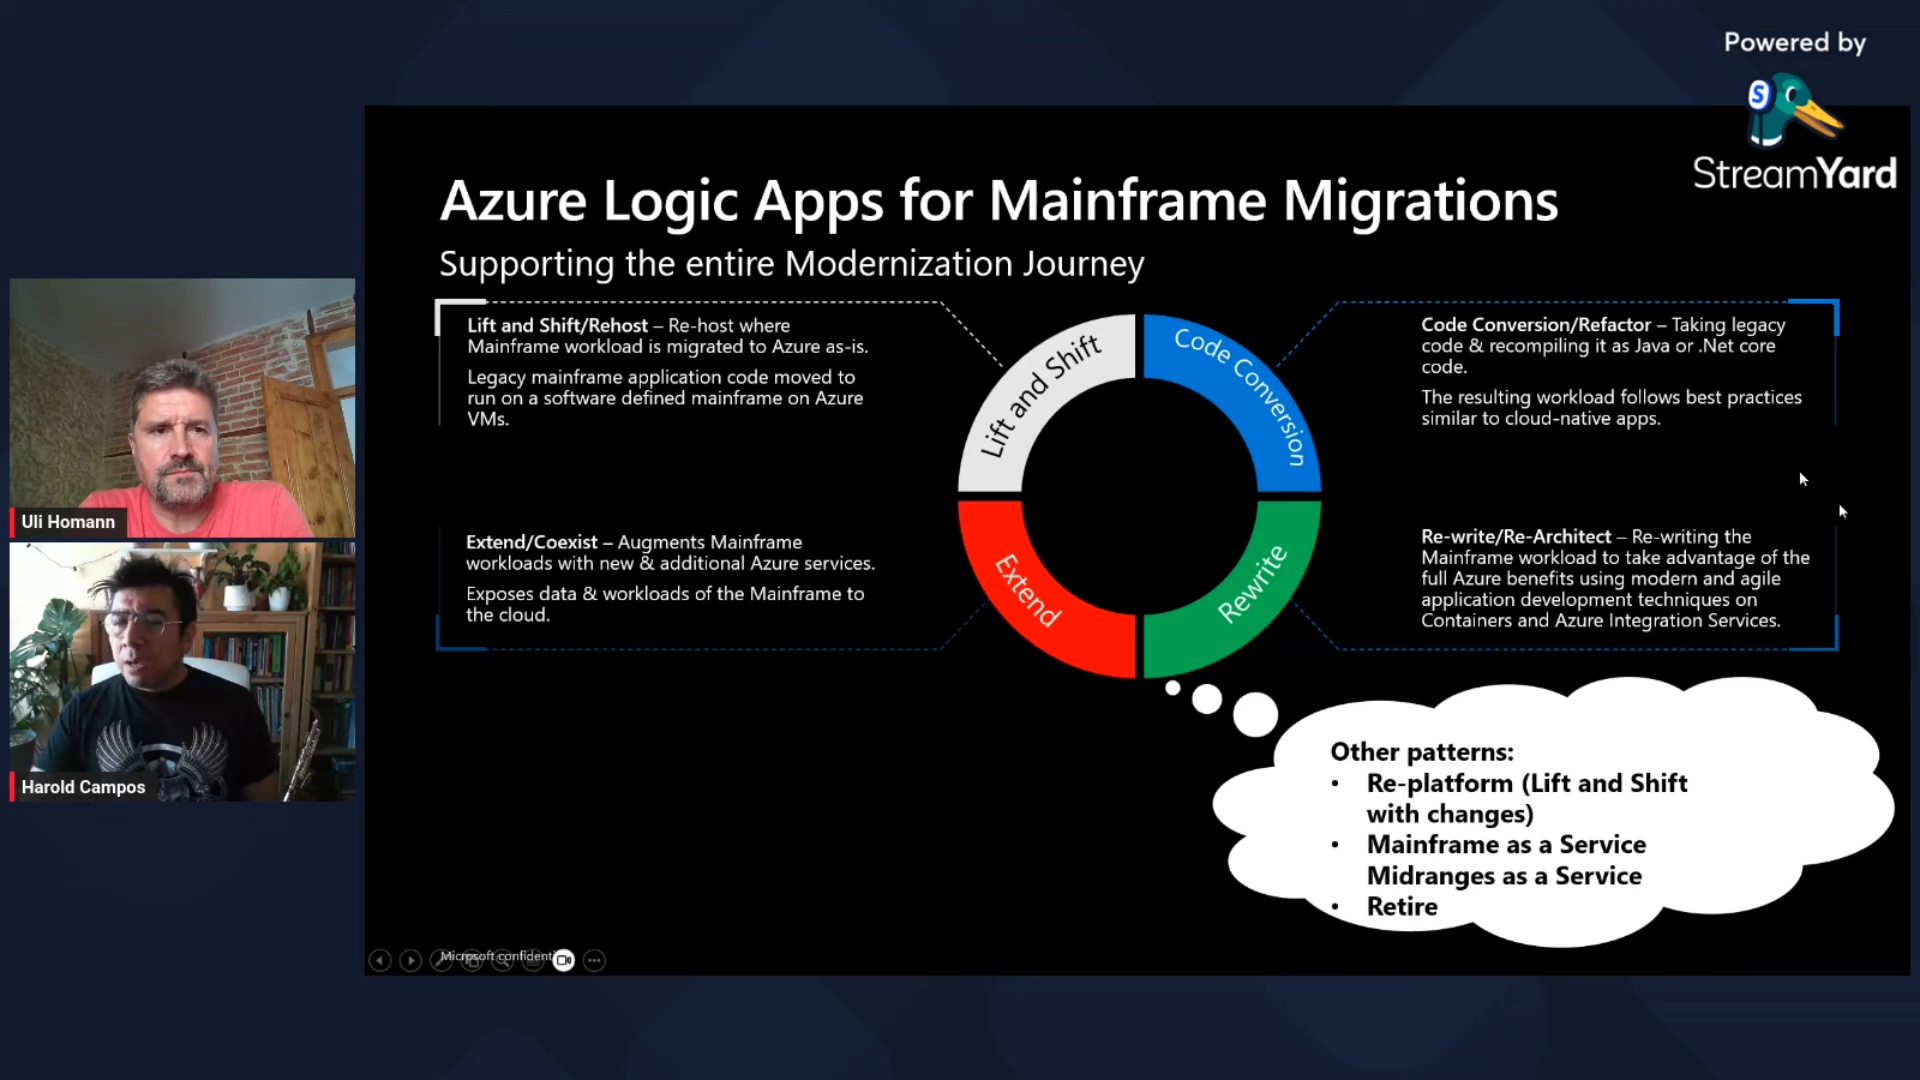 Powered by
StreamYard
Azure Logic Apps for Mainframe Migrations
Supporting the entire Modernization Journey
Lift and Shift/Rehost – Re-host where
Mainframe workload is migrated to Azure as-is.
Legacy mainframe application code moved to
run on a software defined mainframe on Azure
VMs.
Lift and Shift
Code Conversion
Code Conversion/Refactor – Taking legacy
code & recompiling it as Java or .Net core
code.
The resulting workload follows best practices
similar to cloud-native apps.
Extend/Coexist – Augments Mainframe
workloads with new & additional Azure services.
Exposes data & workloads of the Mainframe to
the cloud.
Extend
Rewrite
Re-write/Re-Architect – Re-writing the
Mainframe workload to take advantage of the
full Azure benefits using modern and agile
application development techniques on
Containers and Azure Integration Services.
Other patterns:
• Re-platform (Lift and Shift
with changes)
• Mainframe as a Service
Midranges as a Service
• Retire
Uli Homann
Harold Campos
Microsoft confidenti